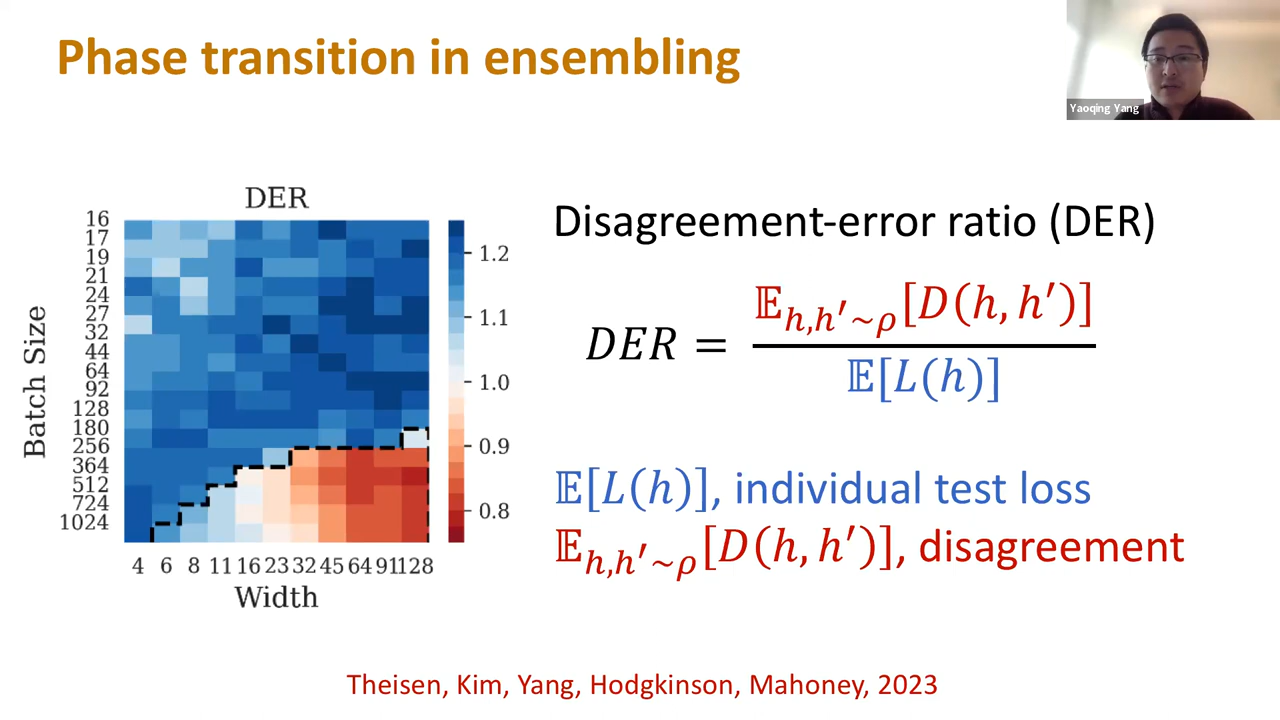 Phase transition in ensembling
Yaoqing Yang
DER
Batch Size
16
17
19
21
24
27
32
44
64
92
128
180
256
364
512
724
1024
4 6 8 11 16 23 32 45 64 91 128
Width
1.2
1.1
1.0
0.9
0.8
Disagreement-error ratio (DER)
DER = 𝔼h,h′~ρ[D(h, h′)] / 𝔼[L(h)]
𝔼[L(h)], individual test loss
𝔼h,h′~ρ[D(h, h′)], disagreement
Theisen, Kim, Yang, Hodgkinson, Mahoney, 2023